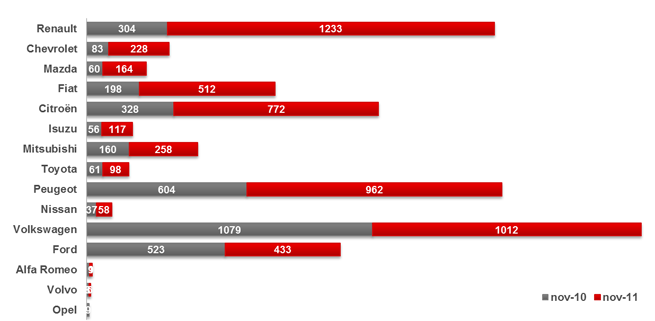 Renault 304 1233
Chevrolet 83 228
Mazda 60 164
Fiat 198 512
Citroën 328 772
Isuzu 56 117
Mitsubishi 160 258
Toyota 61 98
Peugeot 604 962
Nissan 37 58
Volkswagen 1079 1012
Ford 523 433
Alfa Romeo
Volvo
Opel
nov-10 nov-11